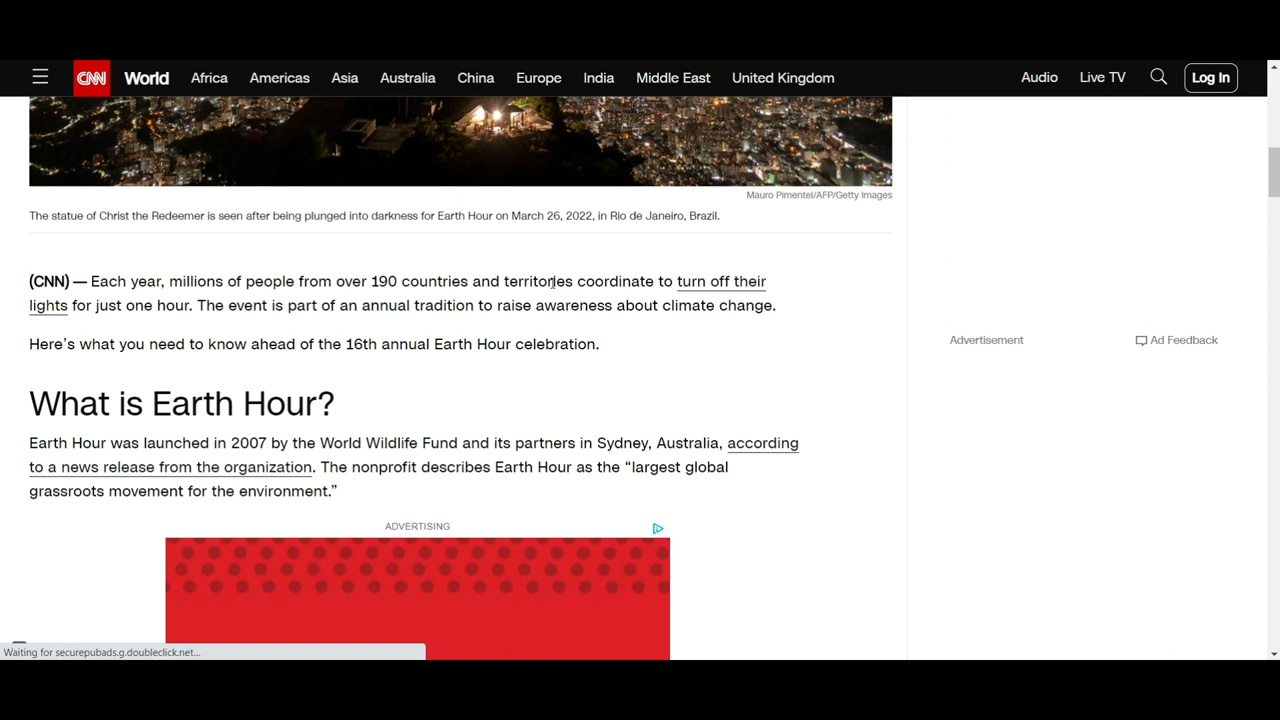 CNN World Africa Americas Asia Australia China Europe India Middle East United Kingdom Audio Live TV Log In
Mauro Pimentel/AFP/Getty Images
The statue of Christ the Redeemer is seen after being plunged into darkness for Earth Hour on March 26, 2022, in Rio de Janeiro, Brazil.
(CNN) — Each year, millions of people from over 190 countries and territories coordinate to turn off their
lights for just one hour. The event is part of an annual tradition to raise awareness about climate change.
Advertisement Ad Feedback
Here's what you need to know ahead of the 16th annual Earth Hour celebration.
What is Earth Hour?
Earth Hour was launched in 2007 by the World Wildlife Fund and its partners in Sydney, Australia, according
to a news release from the organization. The nonprofit describes Earth Hour as the “largest global
grassroots movement for the environment.”
ADVERTISING
Waiting for securepubads.g.doubleclick.net...